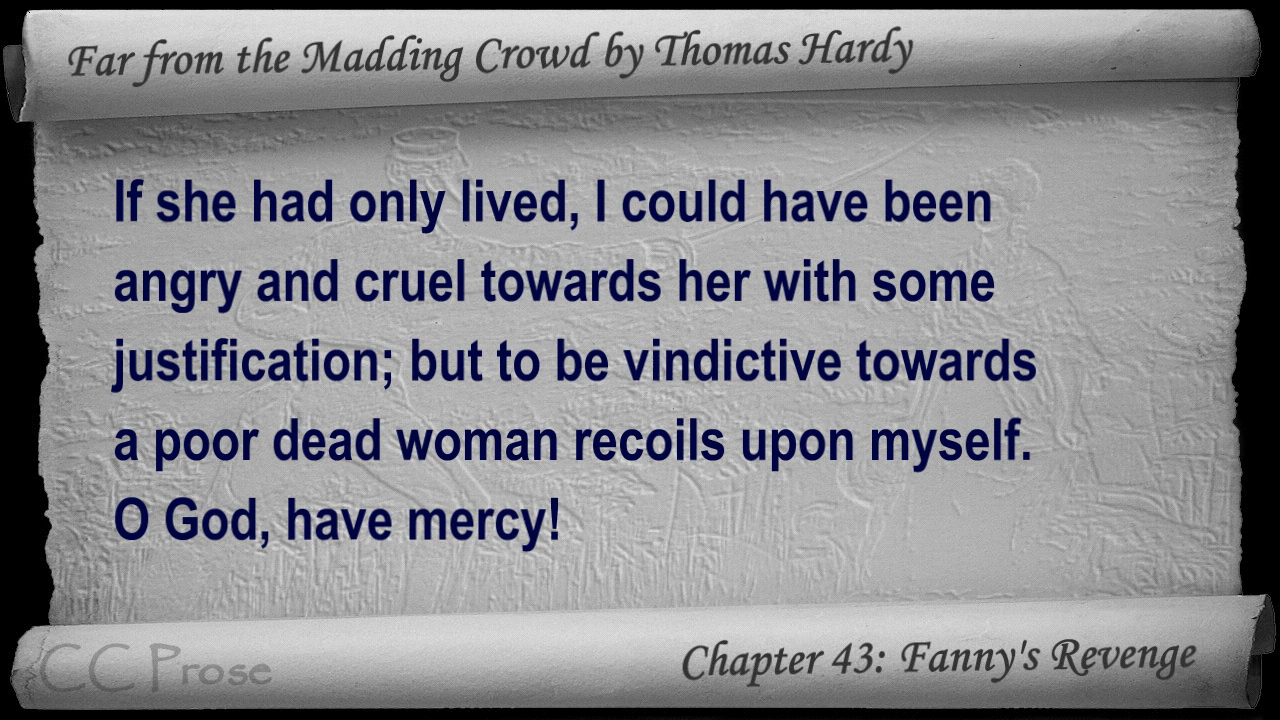 Far from the Madding Crowd by Thomas Hardy
If she had only lived, I could have been
angry and cruel towards her with some
justification; but to be vindictive towards
a poor dead woman recoils upon myself.
O God, have mercy!
CC Prose
Chapter 43: Fanny's Revenge